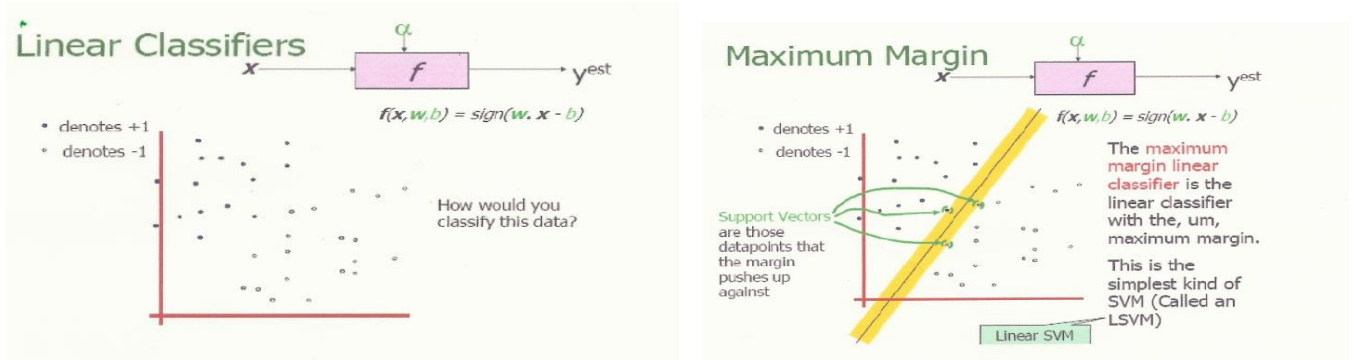 Linear Classifiers
α
x
f
yest
f(x,w,b) = sign(w. x - b)
denotes +1
denotes -1
How would you
classify this data?
Maximum Margin
α
x
f
yest
f(x,w,b) = sign(w. x - b)
denotes +1
denotes -1
The maximum
margin linear
classifier is the
linear classifier
with the, um,
maximum margin.
This is the
simplest kind of
SVM (Called an
LSVM)
Support Vectors
are those
datapoints that
the margin
pushes up
against
Linear SVM